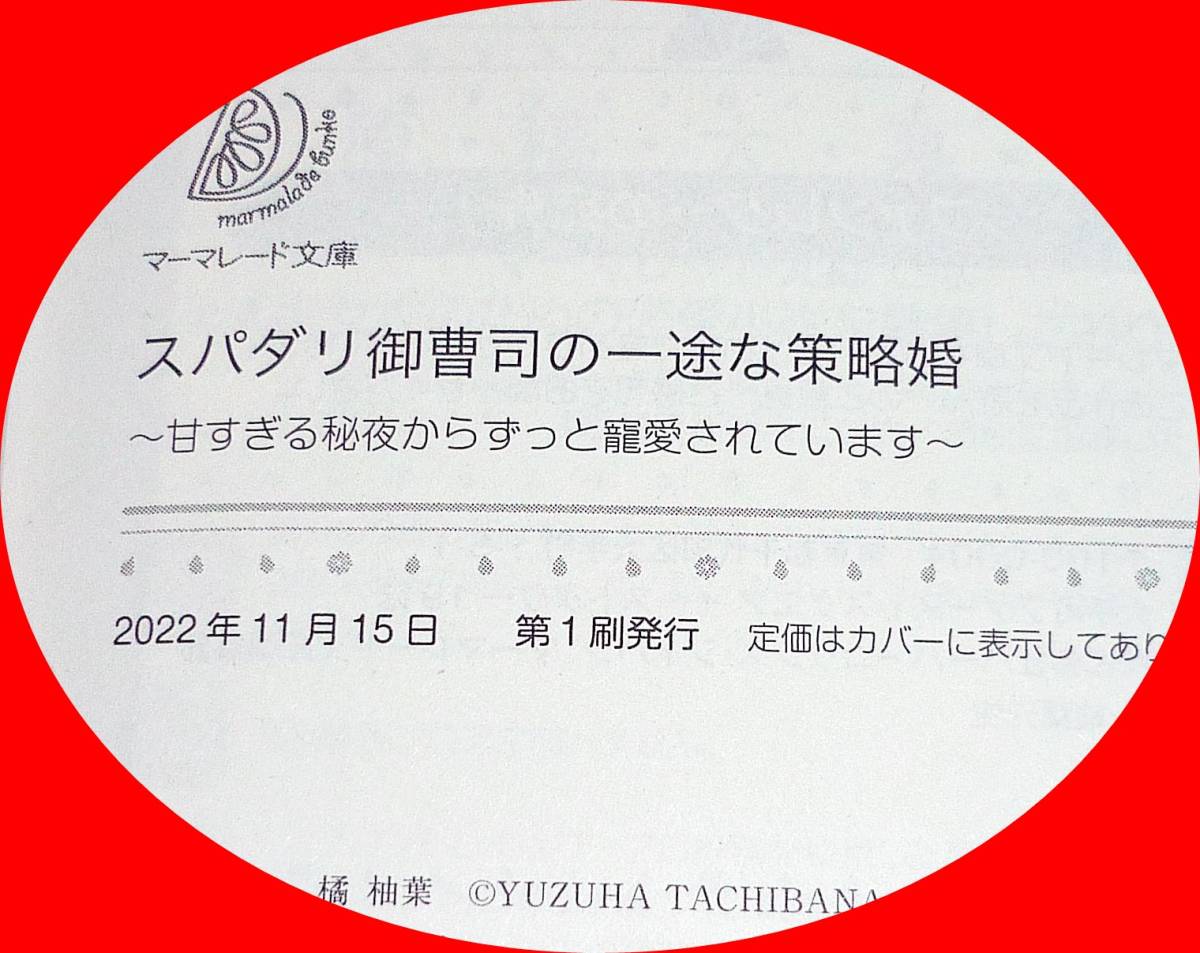 marmalade bunko
マーマレード文庫
スパダリ御曹司の一途な策略婚
～甘すぎる秘夜からずっと寵愛されています～
2022年11月15日 第1刷発行 定価はカバーに表示してあり
橘 柚葉 ©YUZUHA TACHIBANA